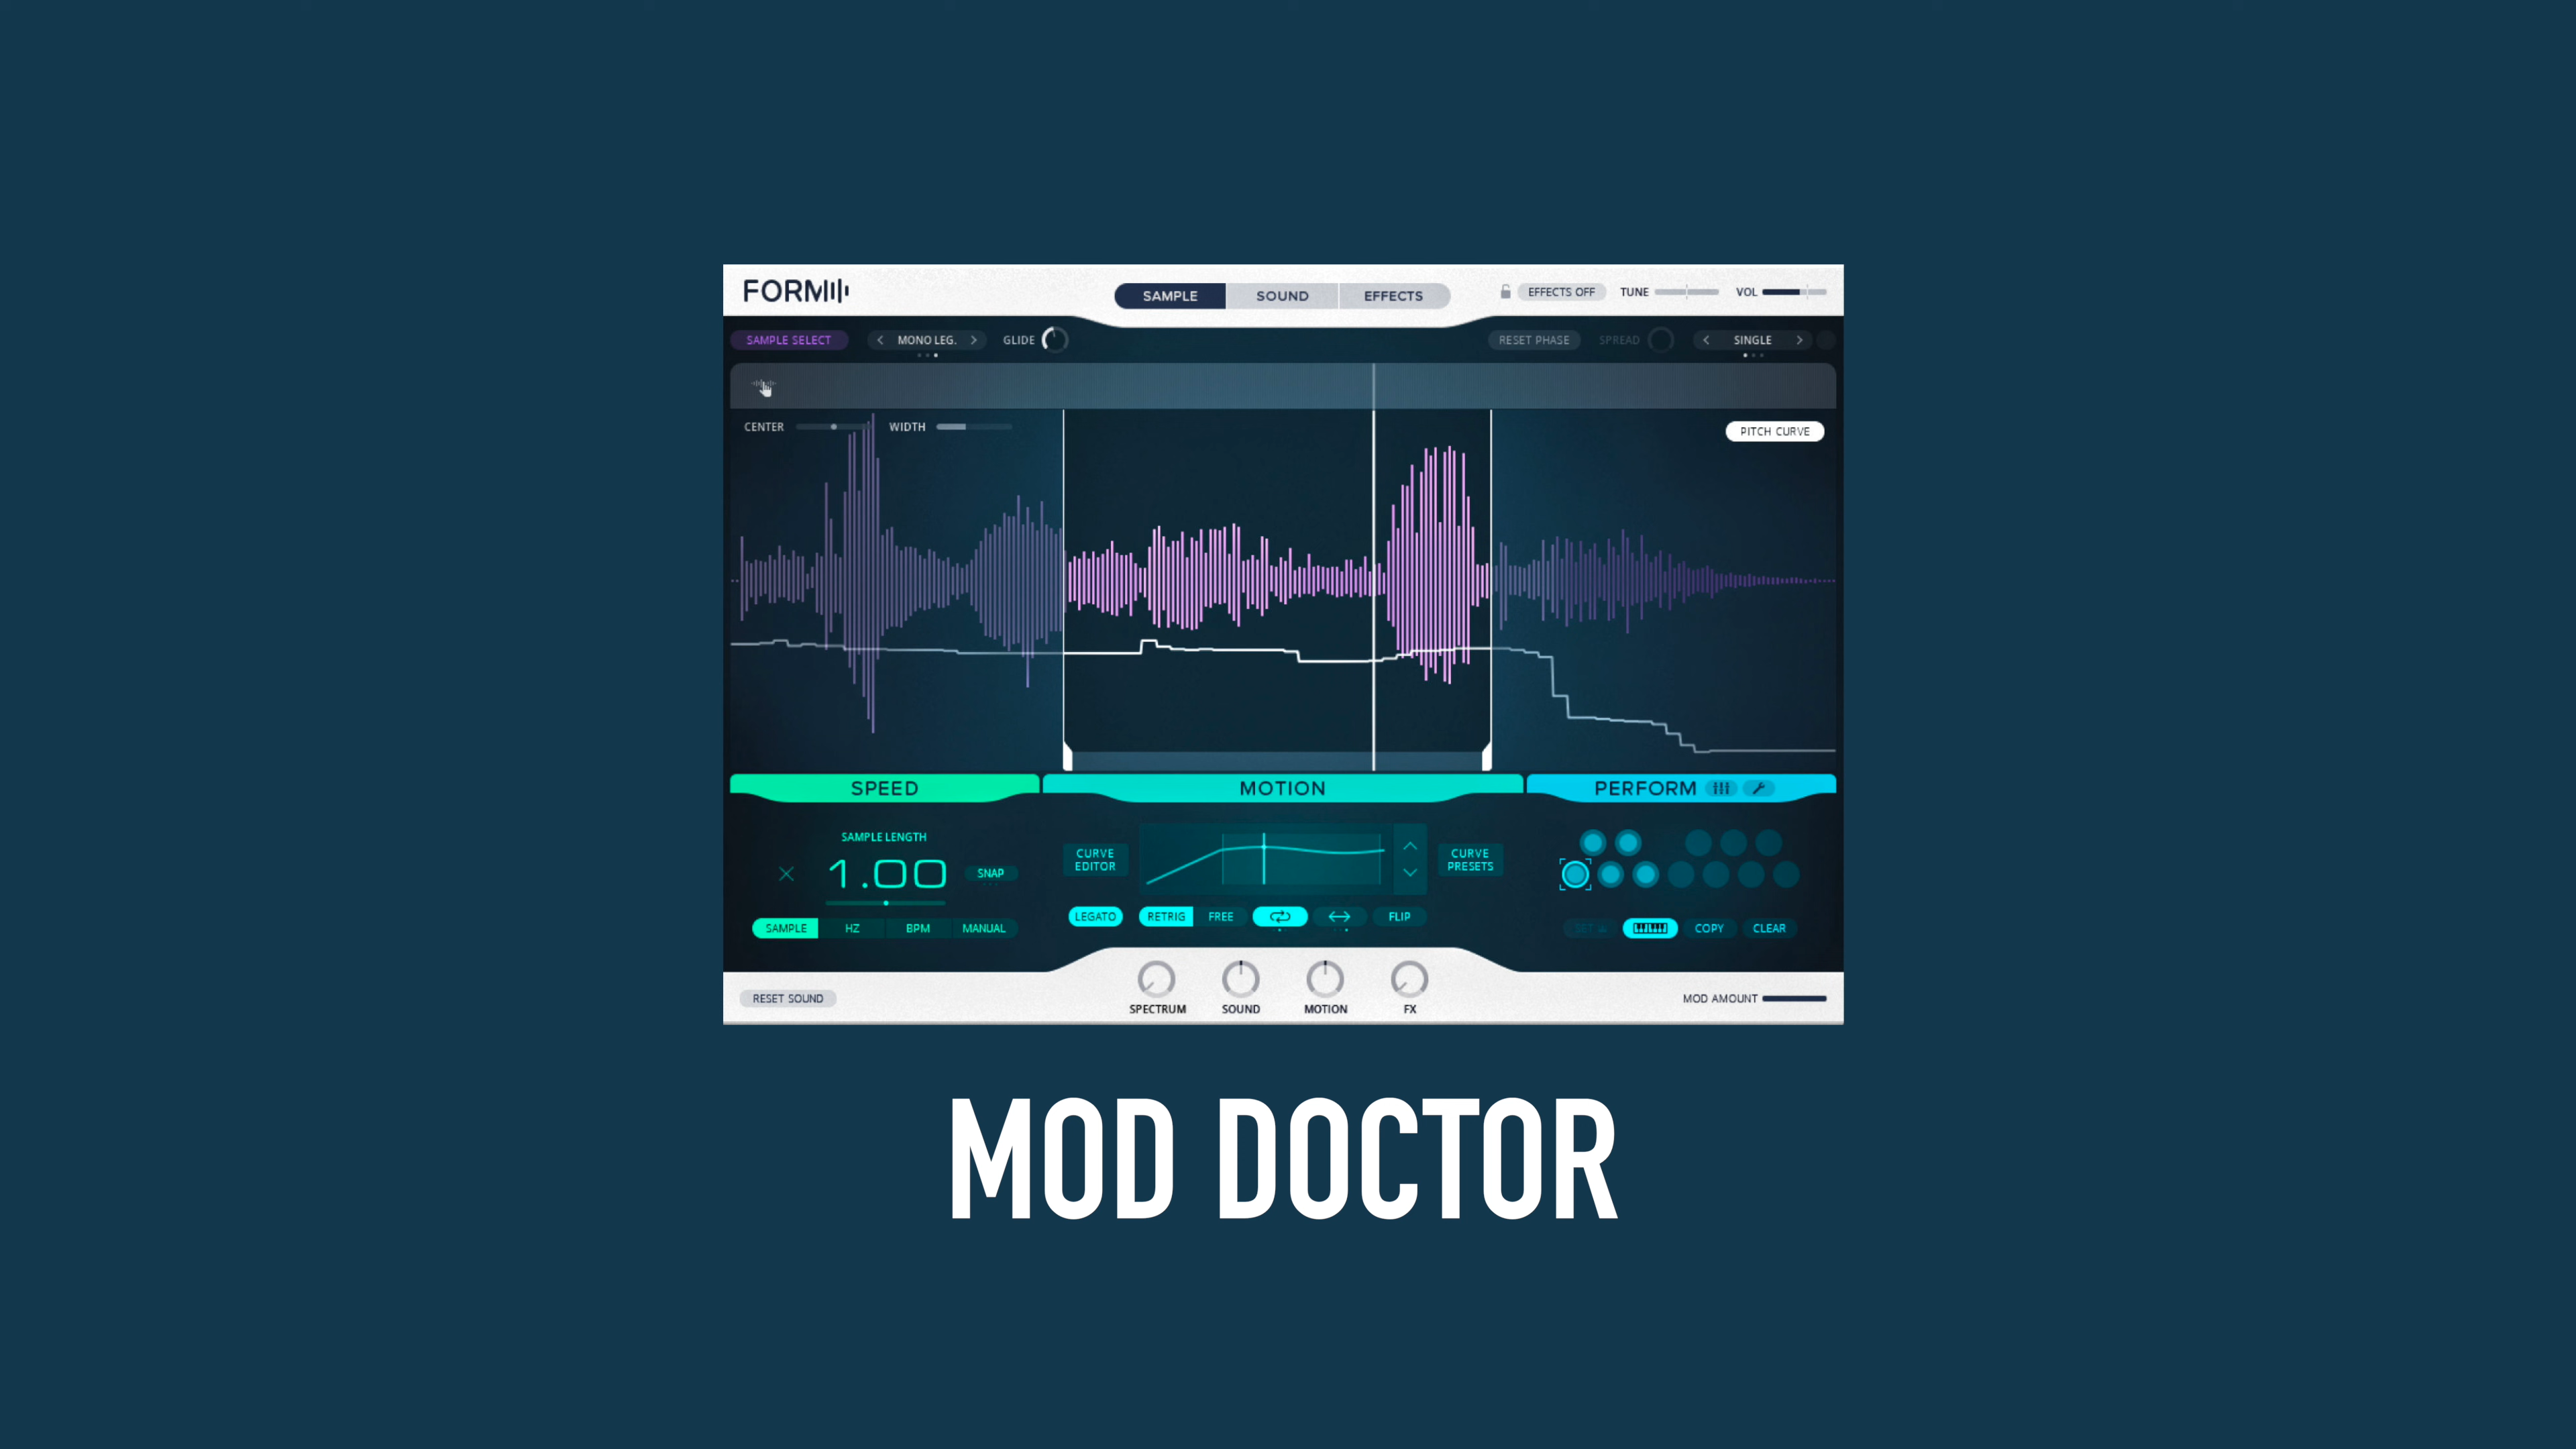 FORM
SAMPLE SOUND EFFECTS
EFFECTS OFF TUNE VOL
SAMPLE SELECT MONO LEG. GLIDE RESET PHASE SPREAD SINGLE
CENTER WIDTH PITCH CURVE
SPEED MOTION PERFORM
SAMPLE LENGTH
1.00
SNAP
SAMPLE HZ BPM MANUAL
CURVE
EDITOR
CURVE
PRESETS
LEGATO RETRIG FREE FLIP
SET COPY CLEAR
RESET SOUND SPECTRUM SOUND MOTION FX MOD AMOUNT
MOD DOCTOR